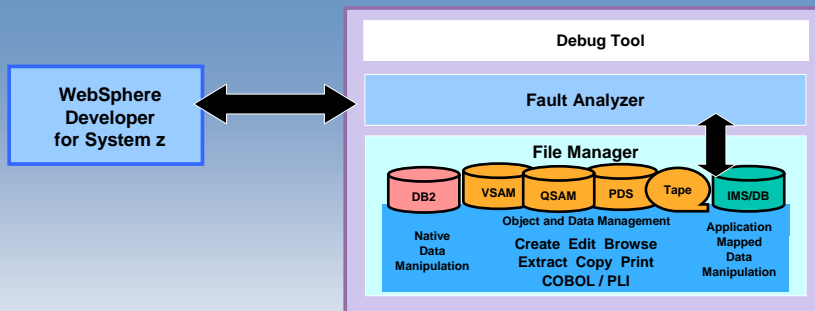 Debug Tool
WebSphere
Developer
for System z
Fault Analyzer
File Manager
DB2
VSAM
QSAM
PDS
Tape
IMS/DB
Object and Data Management
Native
Data
Manipulation
Create Edit Browse
Extract Copy Print
COBOL / PLI
Application
Mapped
Data
Manipulation